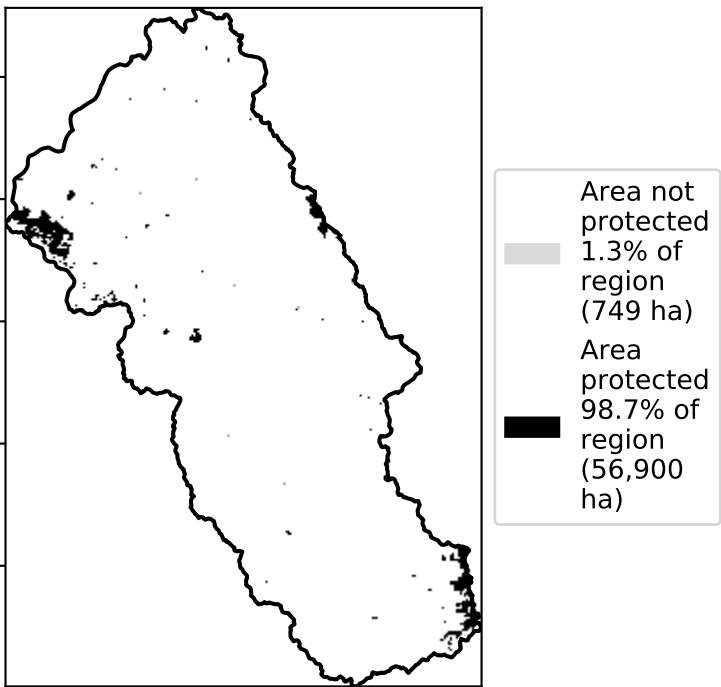 Area not
protected
1.3% of
region
(749 ha)
Area
protected
98.7% of
region
(56,900
ha)